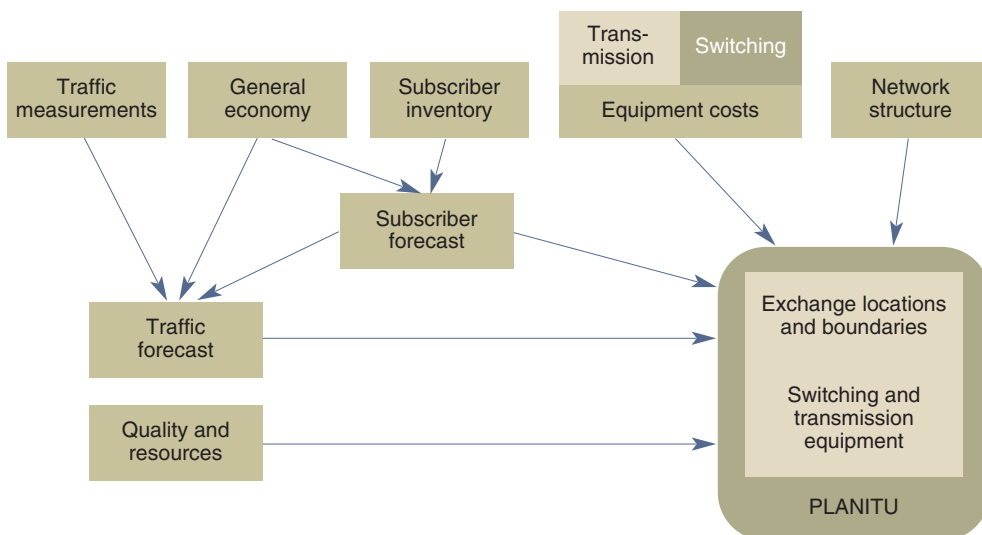 Trans-
mission
Switching
Equipment costs
Traffic
measurements
General
economy
Subscriber
inventory
Network
structure
Subscriber
forecast
Traffic
forecast
Quality and
resources
Exchange locations
and boundaries
Switching and
transmission
equipment
PLANITU